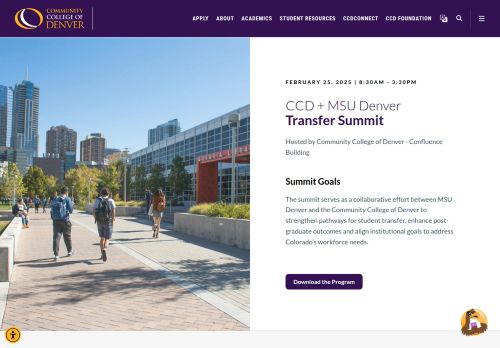 COMMUNITY
COLLEGE OF
DENVER
APPLY ABOUT ACADEMICS STUDENT RESOURCES CCDCONNECT CCD FOUNDATION
FEBRUARY 25, 2025 | 8:30AM - 3:30PM
CCD + MSU Denver
Transfer Summit
Hosted by Community College of Denver - Confluence
Building
Summit Goals
The summit serves as a collaborative effort between MSU
Denver and the Community College of Denver to
strengthen pathways for student transfer, enhance post-
graduate outcomes and align institutional goals to address
Colorado's workforce needs.
Download the Program